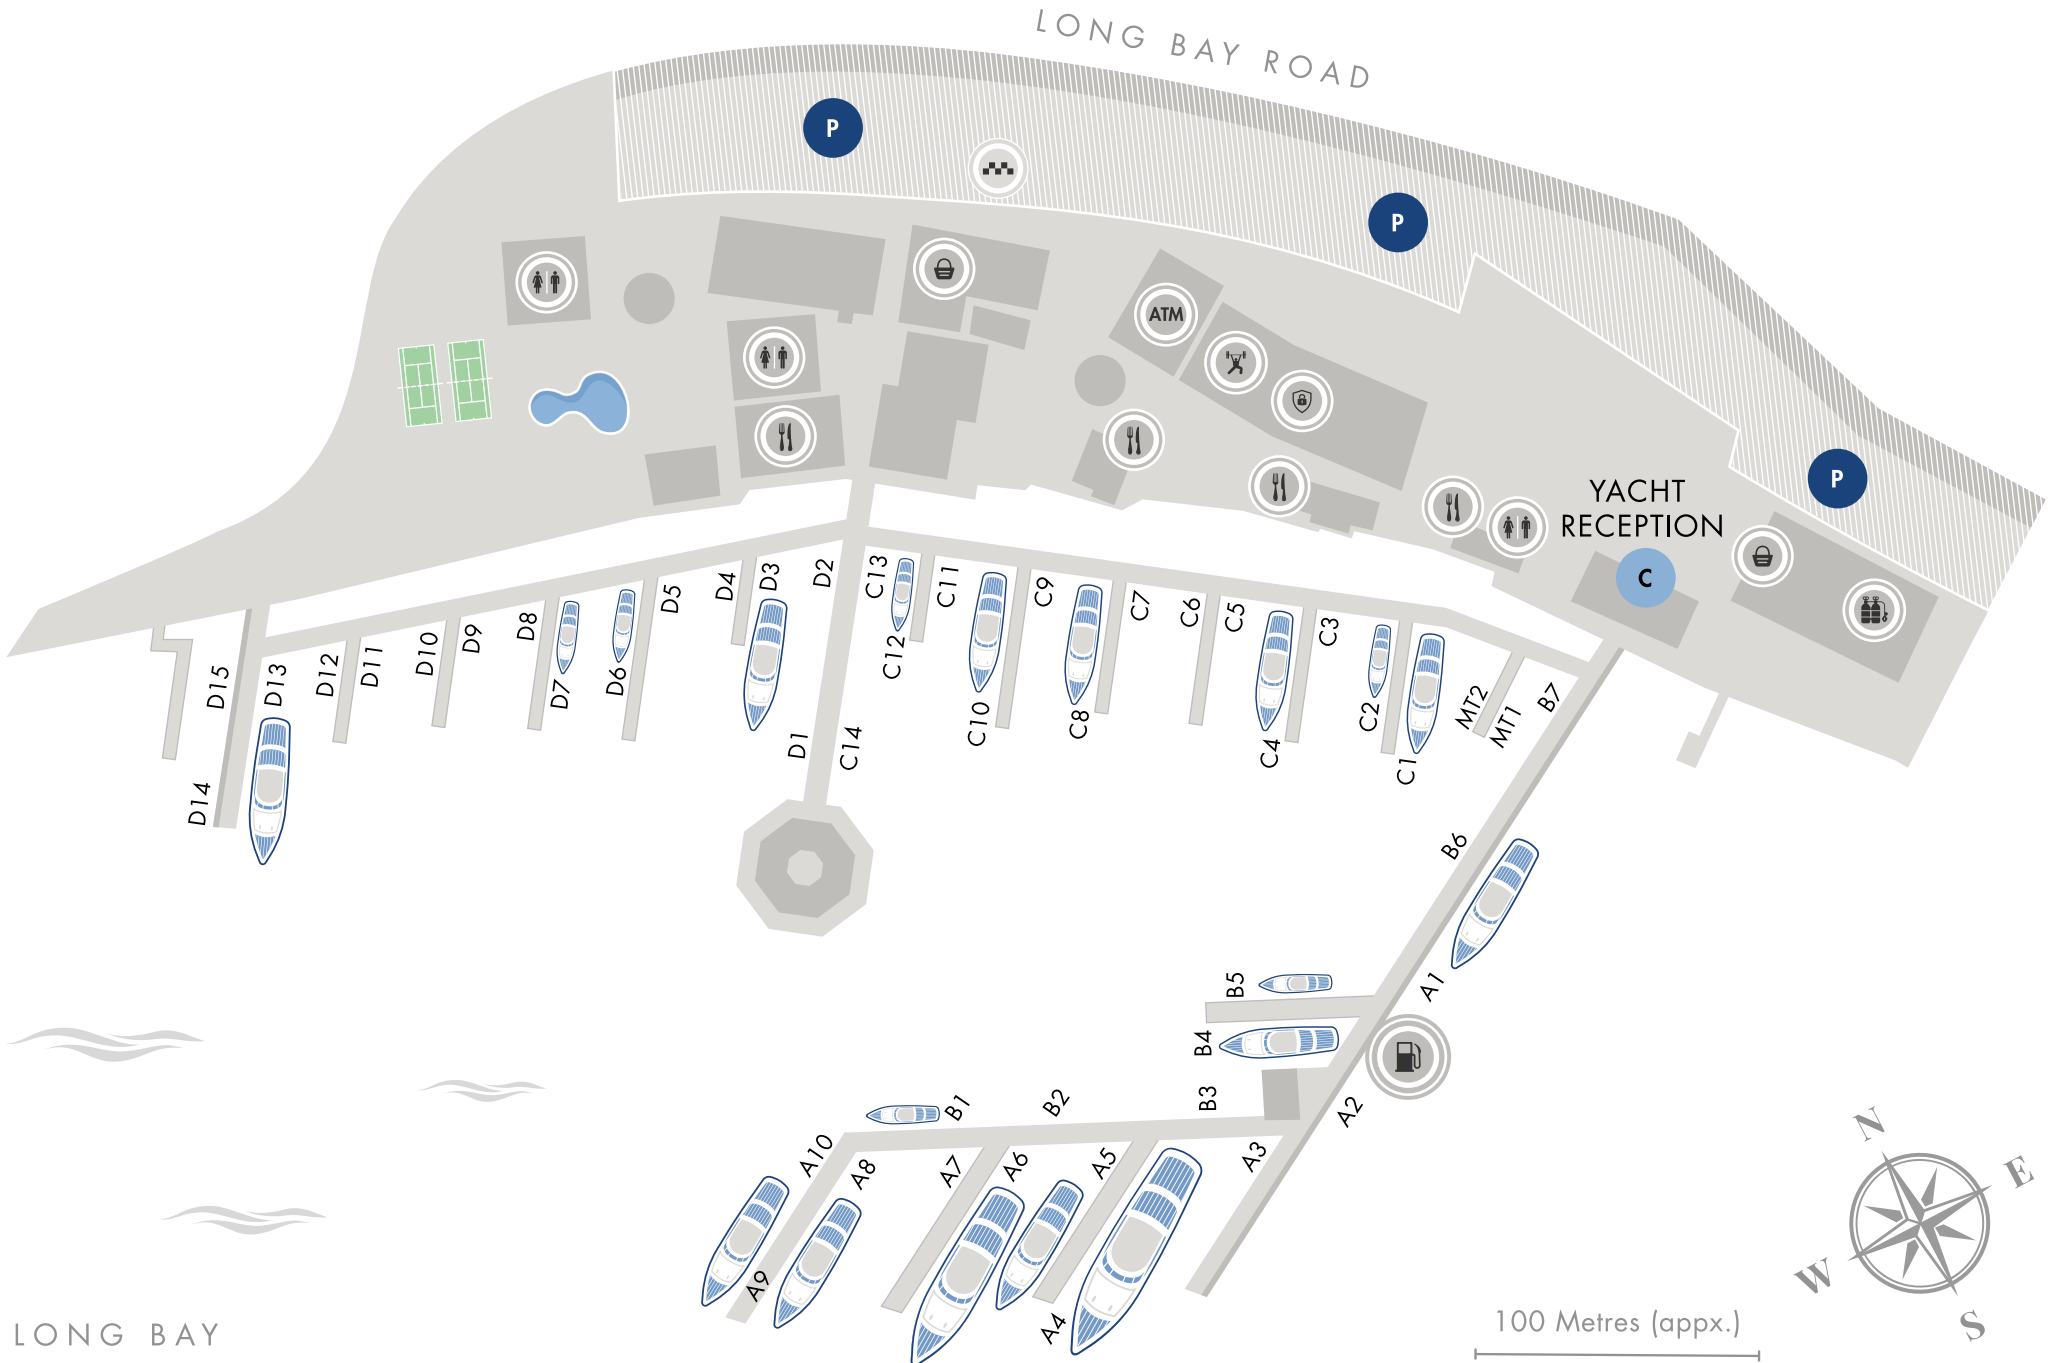 LONG BAY ROAD
P
P
ATM
P
YACHT
RECEPTION
C
D15
D14
D13
D12
D11
D10
D9
D8
D7
D6
D5
D4
D3
D2
D1
C14
C13
C12
C11
C10
C9
C8
C7
C6
C5
C4
C3
C2
C1
MT2
MT1
B7
B6
B5
B4
B3
B2
B1
A1
A2
A3
A4
A5
A6
A7
A8
A9
A10
N
E
W
S
100 Metres (appx.)
LONG BAY